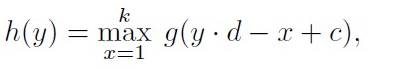 h(y) = \max_{x=1}^{k} g(y · d − x + c),